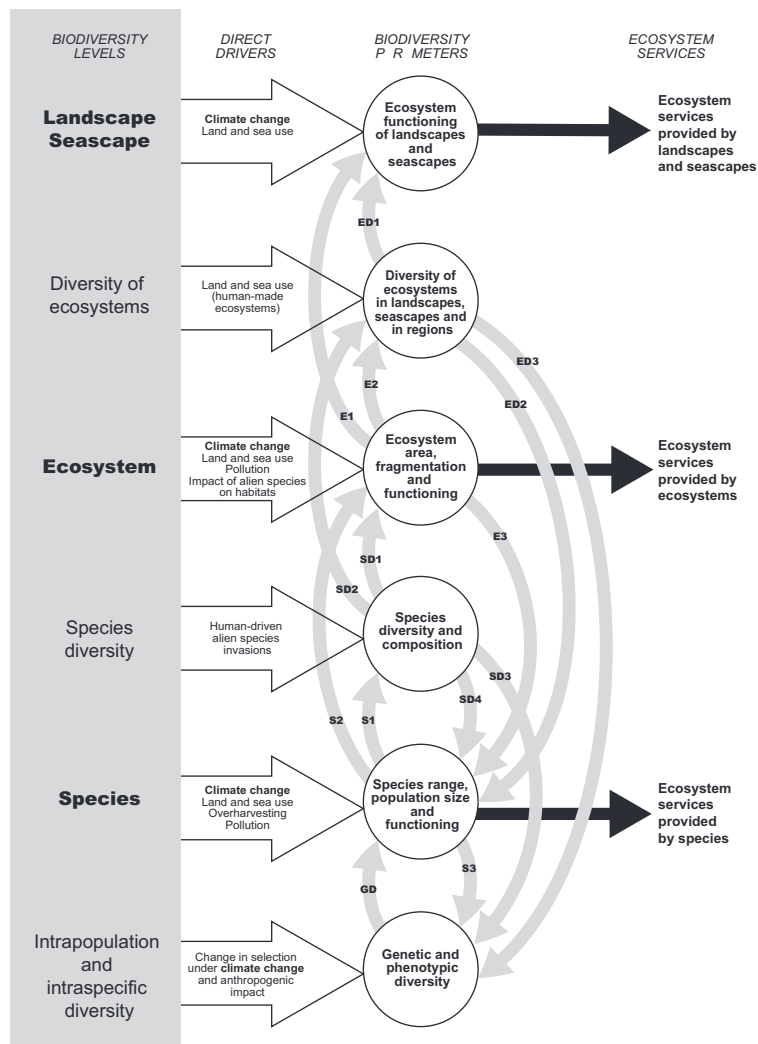 BIODIVERSITY
LEVELS
DIRECT
DRIVERS
BIODIVERSITY
P R METERS
ECOSYSTEM
SERVICES
Landscape
Seascape
Climate change
Land and sea use
Ecosystem
functioning
of landscapes
and
seascapes
Ecosystem
services
provided by
landscapes
and seascapes
ED1
Diversity of
ecosystems
Land and sea use
(human-made
ecosystems)
Diversity of
ecosystems
in landscapes,
seascapes and
in regions
ED3
E2
ED2
E1
Ecosystem
Climate change
Land and sea use
Pollution
Impact of alien species
on habitats
Ecosystem
area,
fragmentation
and
functioning
Ecosystem
services
provided by
ecosystems
E3
SD1
SD2
Species
diversity
Human-driven
alien species
invasions
Species
diversity and
composition
SD3
SD4
S2
S1
Species
Climate change
Land and sea use
Overharvesting
Pollution
Species range,
population size
and
functioning
Ecosystem
services
provided
by species
S3
GD
Intrapopulation
and
intraspecific
diversity
Change in selection
under climate change
and anthropogenic
impact
Genetic and
phenotypic
diversity